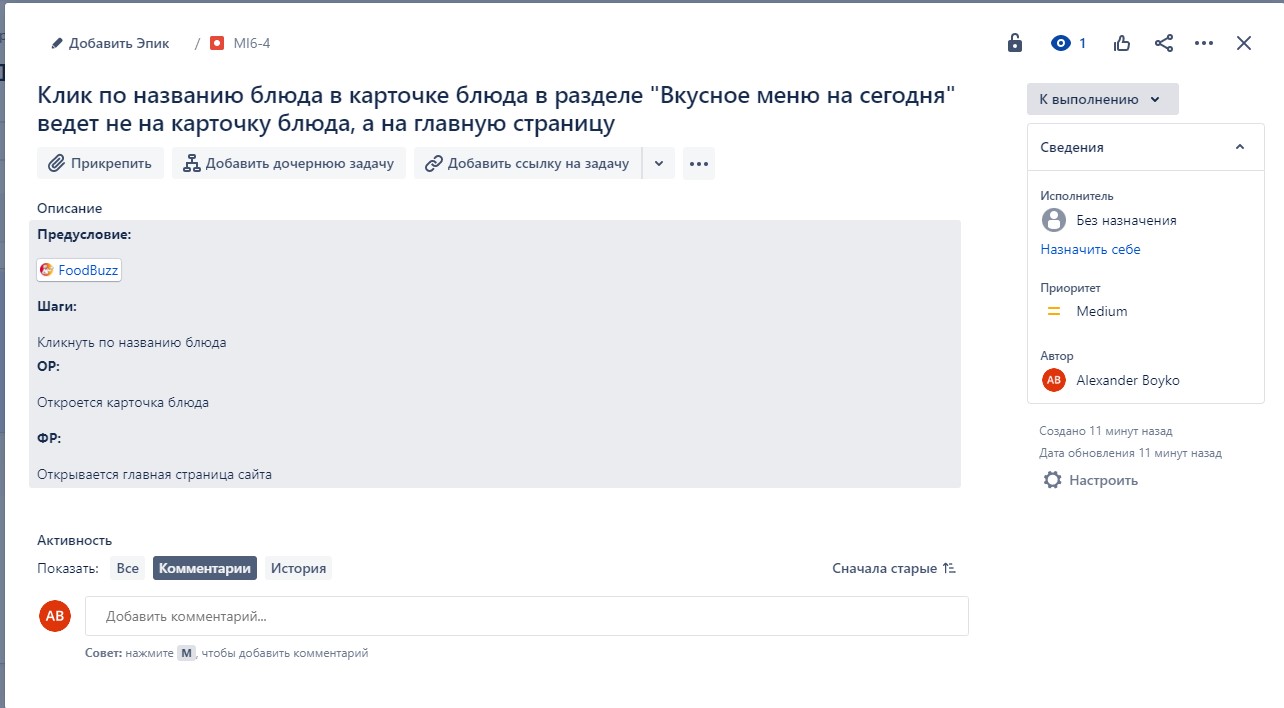 Добавить Эпик / MI6-4
1
Клик по названию блюда в карточке блюда в разделе "Вкусное меню на сегодня"
ведет не на карточку блюда, а на главную страницу
Прикрепить
Добавить дочернюю задачу
Добавить ссылку на задачу
Описание
Предусловие:
FoodBuzz
Шаги:
Кликнуть по названию блюда
ОР:
Откроется карточка блюда
ФР:
Открывается главная страница сайта
Активность
Показать: Все Комментарии История
Сначала старые
AB
Добавить комментарий...
Совет: нажмите M, чтобы добавить комментарий
К выполнению
Сведения
Исполнитель
Без назначения
Назначить себе
Приоритет
Medium
Автор
AB Alexander Boyko
Создано 11 минут назад
Дата обновления 11 минут назад
Настроить